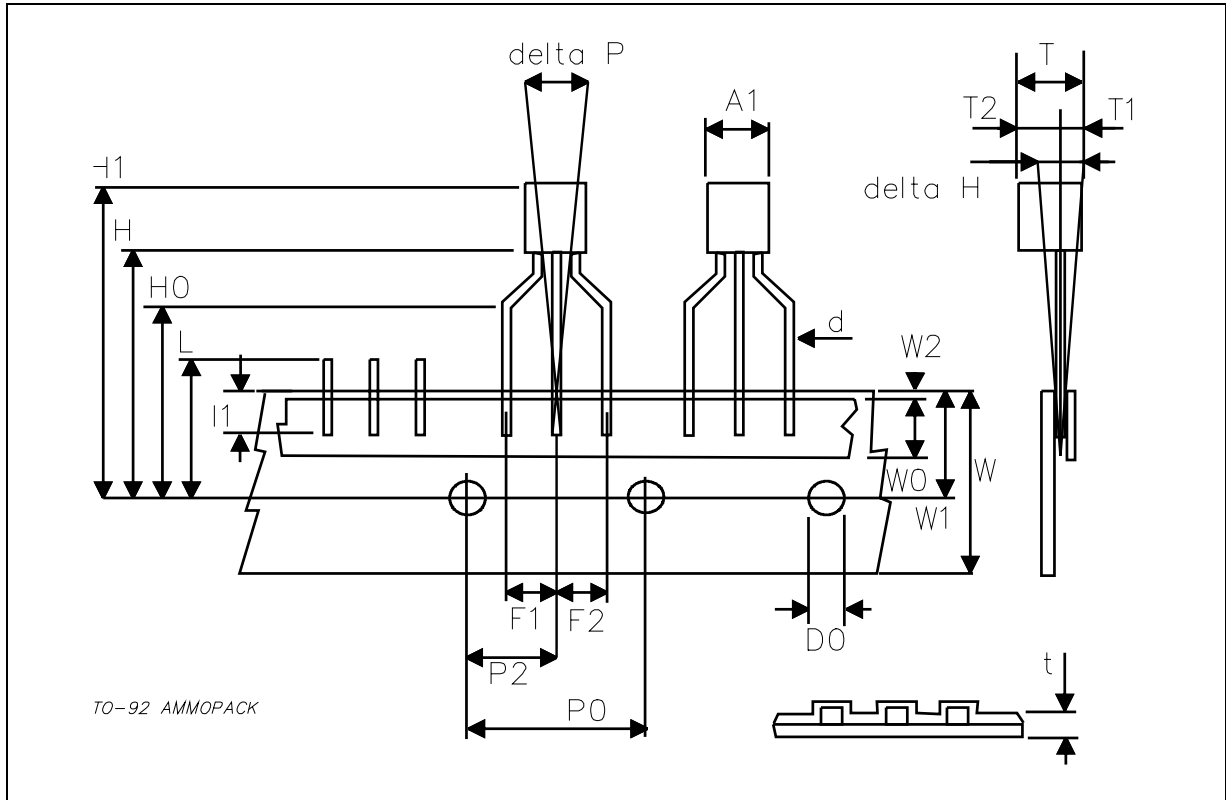 delta P
A1
T
T2
T1
delta H
H1
H
H0
L
I1
d
W2
W0
W
W1
F1
F2
D0
P2
P0
t
TO-92 AMMOPACK